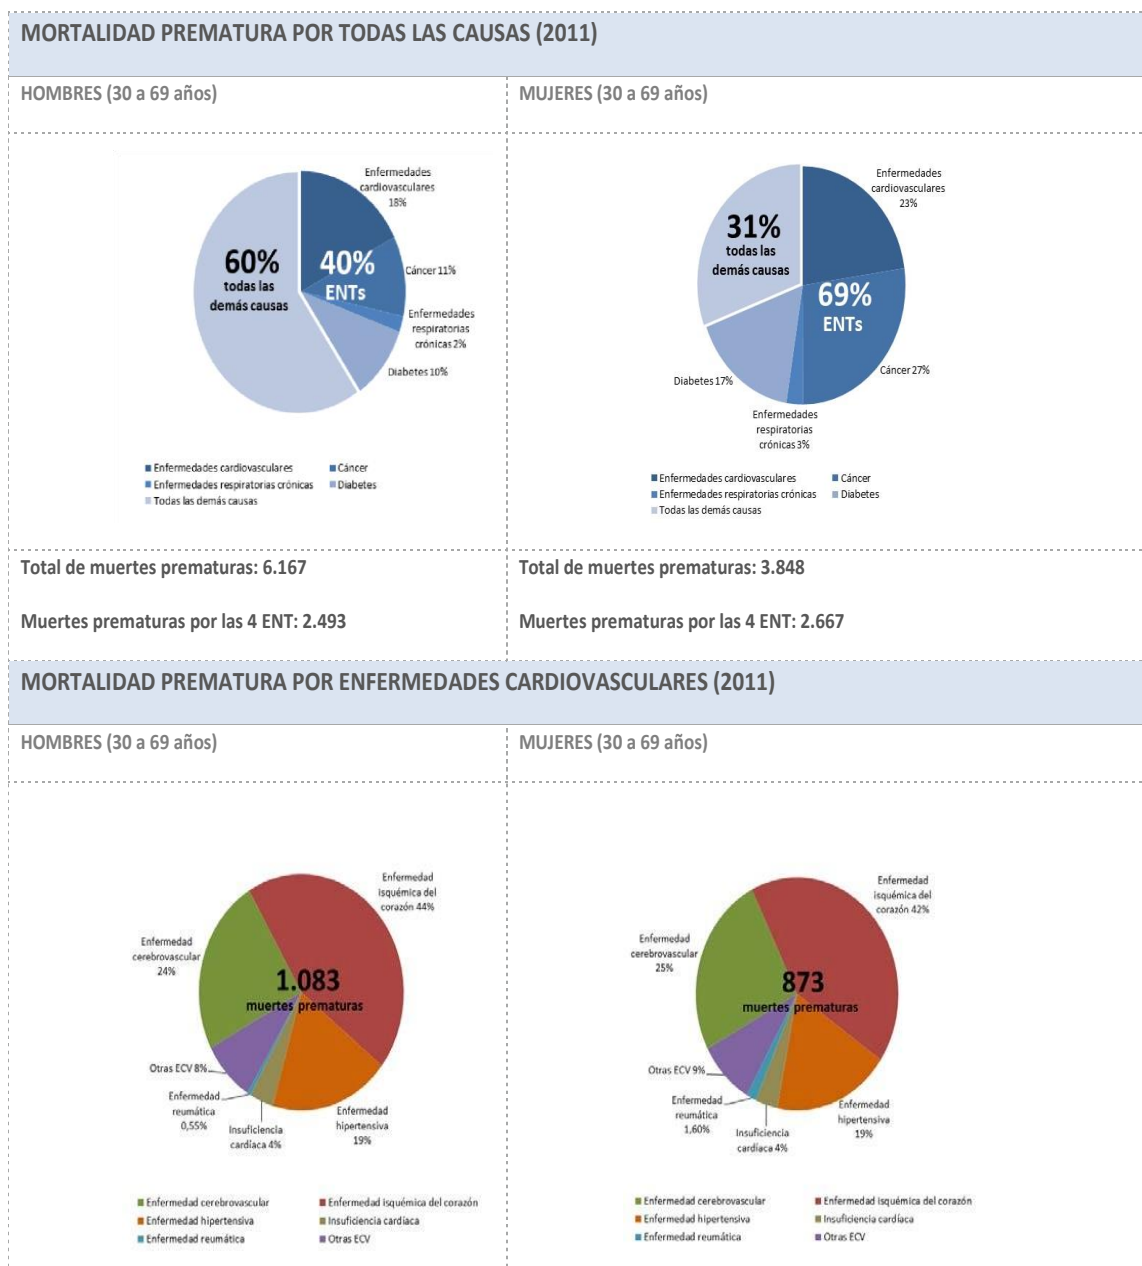 MORTALIDAD PREMATURA POR TODAS LAS CAUSAS (2011)
HOMBRES (30 a 69 años)
MUJERES (30 a 69 años)
Enfermedades
cardiovasculares
18%
60%
todas las
demás causas
40%
ENTs
Cáncer 11%
Enfermedades
respiratorias
crónicas 2%
Diabetes 10%
Enfermedades cardiovasculares
Cáncer
Enfermedades respiratorias crónicas
Diabetes
Todas las demás causas
Enfermedades
cardiovasculares
23%
31%
todas las
demás causas
69%
ENTs
Cáncer 27%
Diabetes 17%
Enfermedades
respiratorias
crónicas 3%
Enfermedades cardiovasculares
Cáncer
Enfermedades respiratorias crónicas
Diabetes
Todas las demás causas
Total de muertes prematuras: 6.167
Muertes prematuras por las 4 ENT: 2.493
Total de muertes prematuras: 3.848
Muertes prematuras por las 4 ENT: 2.667
MORTALIDAD PREMATURA POR ENFERMEDADES CARDIOVASCULARES (2011)
HOMBRES (30 a 69 años)
MUJERES (30 a 69 años)
Enfermedad
isquémica del
corazón 44%
Enfermedad
cerebrovascular
24%
1.083
muertes prematuras
Otras ECV 8%
Enfermedad
reumática
0,55%
Insuficiencia
cardíaca 4%
Enfermedad
hipertensiva
19%
Enfermedad cerebrovascular
Enfermedad isquémica del corazón
Enfermedad hipertensiva
Insuficiencia cardíaca
Enfermedad reumática
Otras ECV
Enfermedad
isquémica del
corazón 42%
Enfermedad
cerebrovascular
25%
873
muertes prematuras
Otras ECV 9%
Enfermedad
reumática
1,60%
Insuficiencia
cardíaca 4%
Enfermedad
hipertensiva
19%
Enfermedad cerebrovascular
Enfermedad isquémica del corazón
Enfermedad hipertensiva
Insuficiencia cardíaca
Enfermedad reumática
Otras ECV